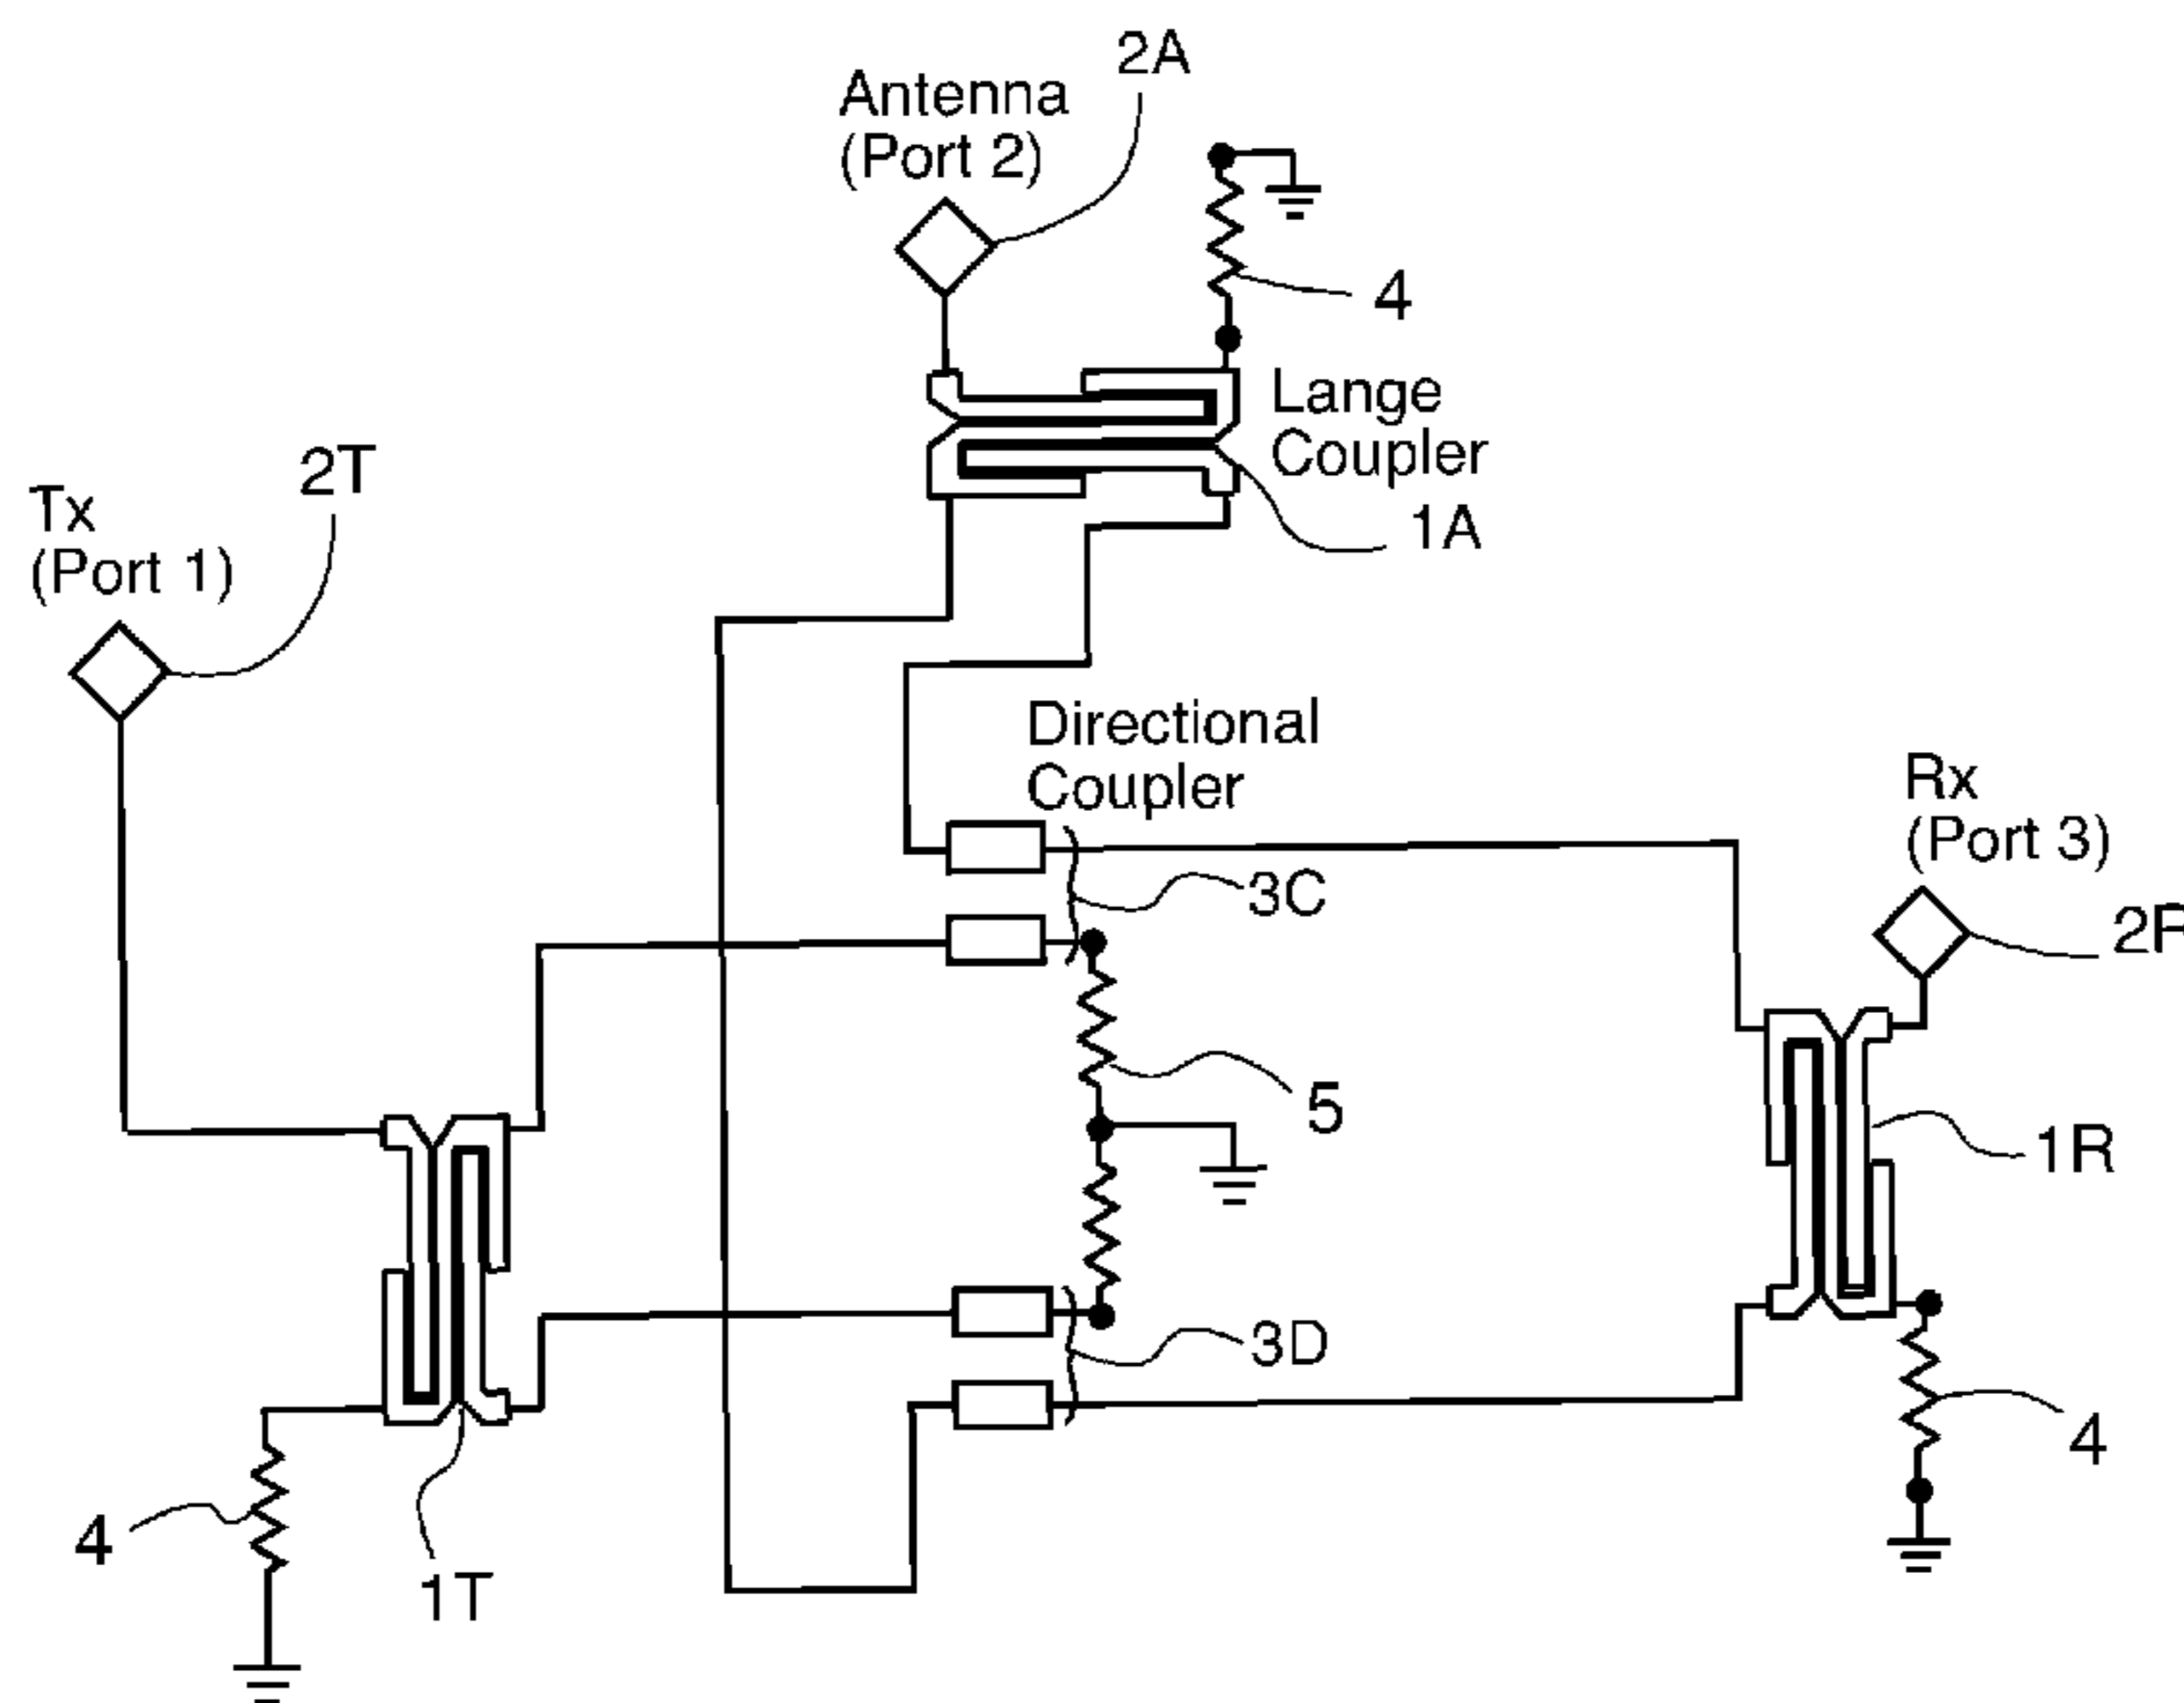 2A
Antenna
(Port 2)
4
Lange
Coupler
1A
2T
Tx
(Port 1)
Directional
Coupler
3C
Rx
(Port 3)
5
1R
3D
4
4
1T